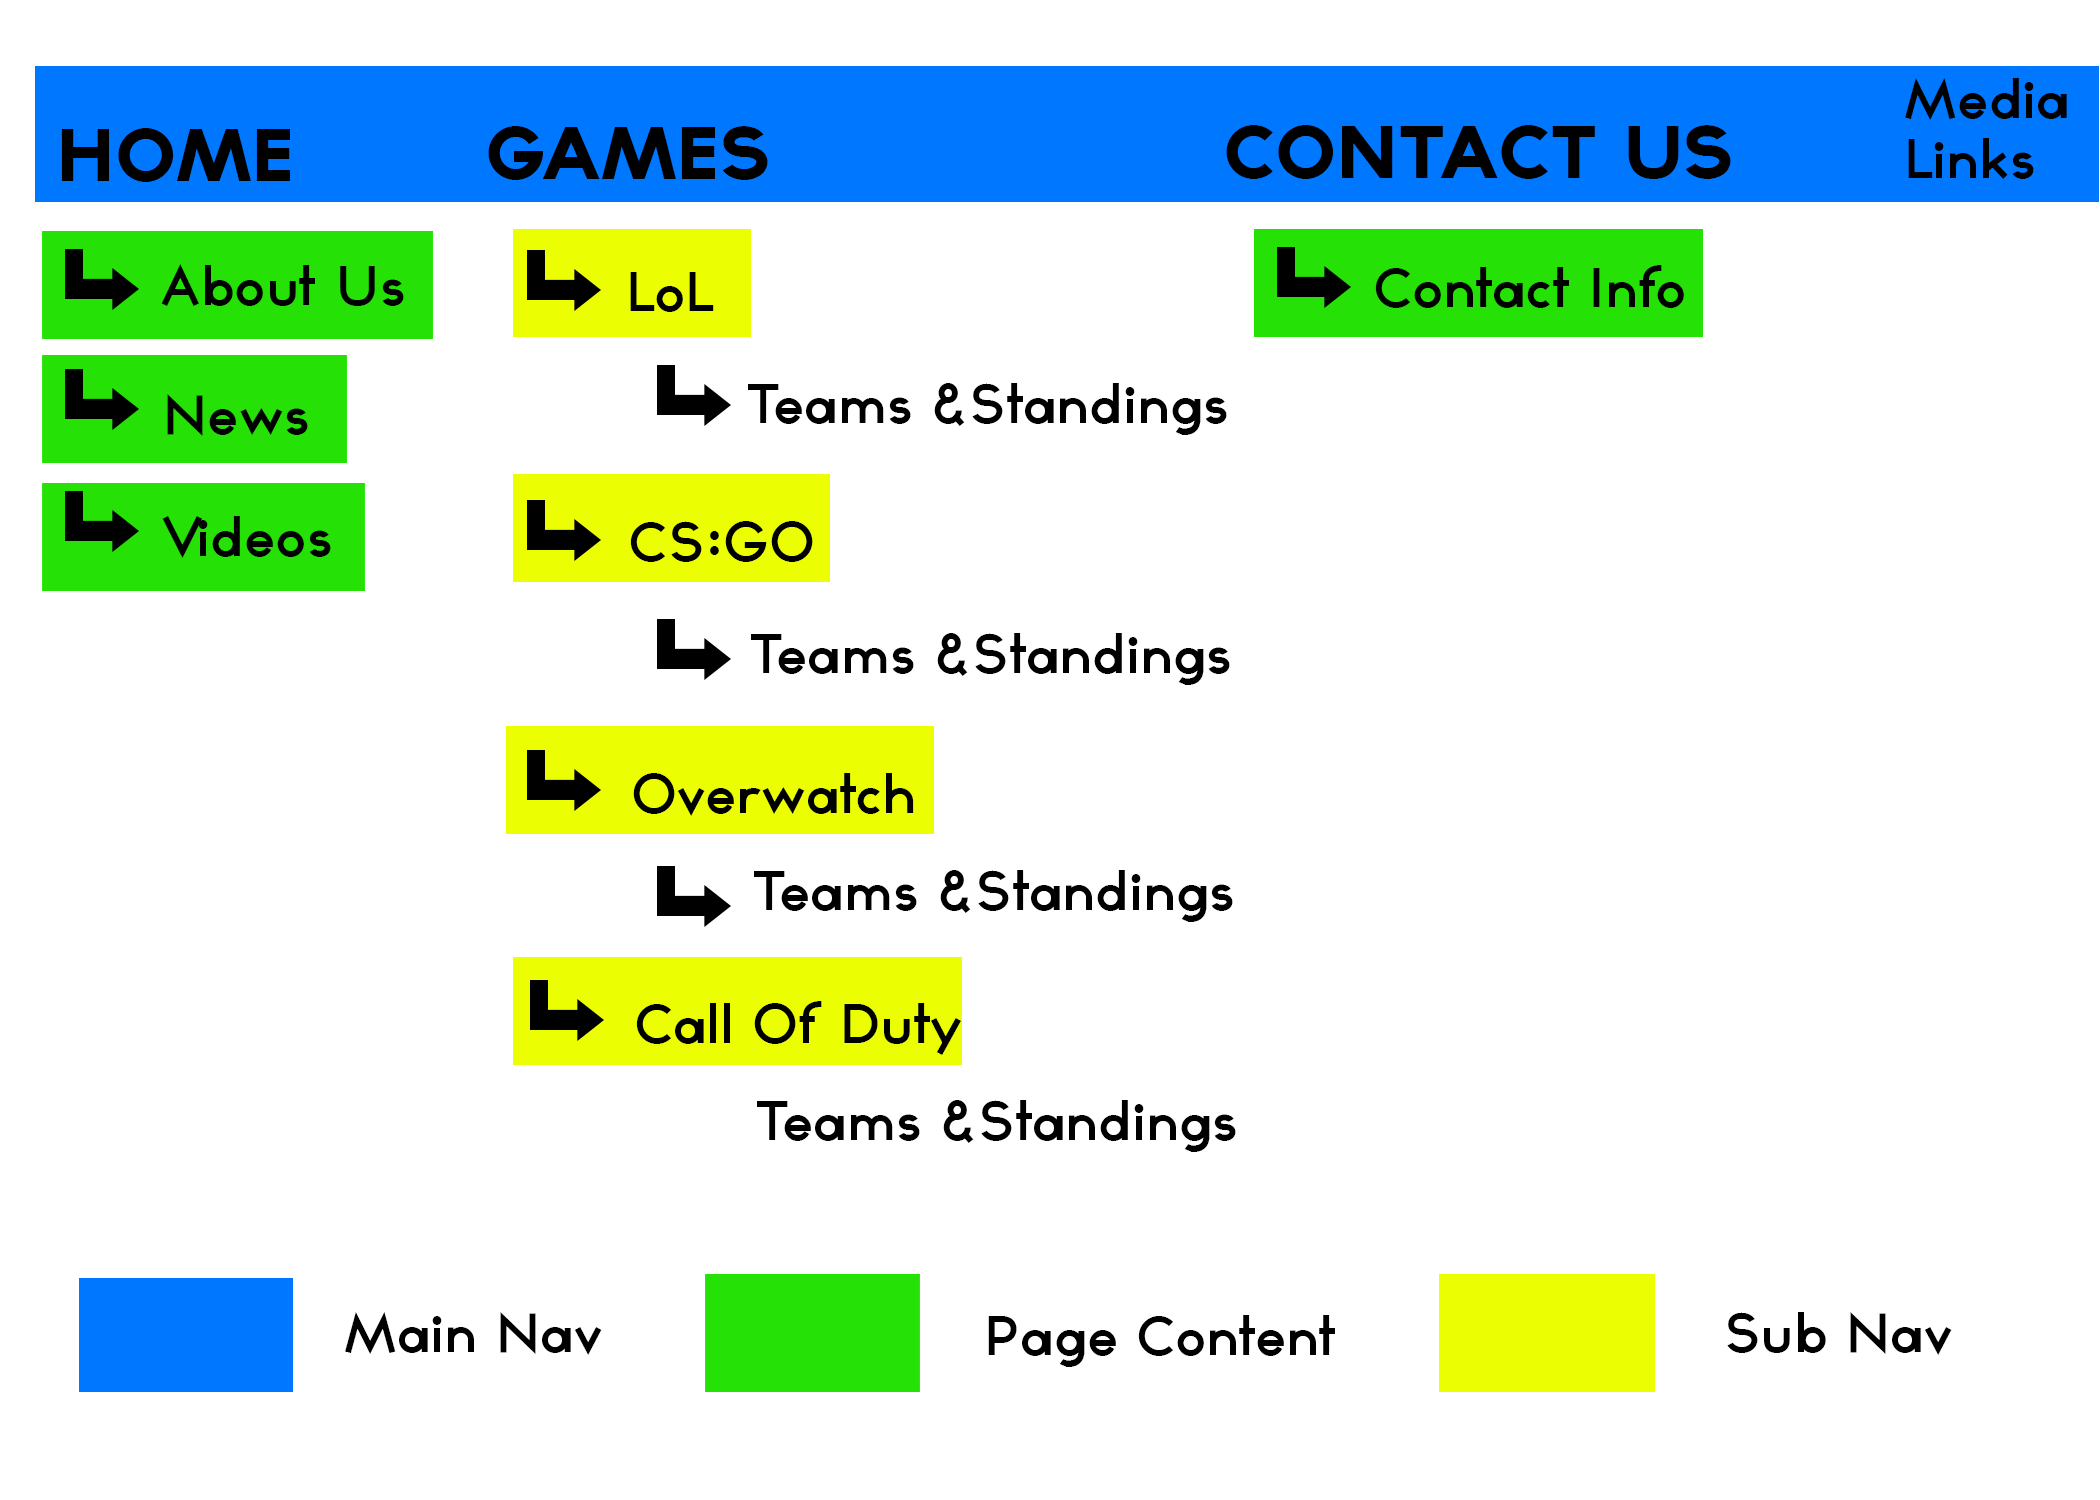 HOME GAMES CONTACT US Media
Links
About Us LoL Contact Info
Teams &Standings
News
Videos CS:GO
Teams &Standings
Overwatch
Teams &Standings
Call Of Duty
Teams &Standings
Main Nav Page Content Sub Nav